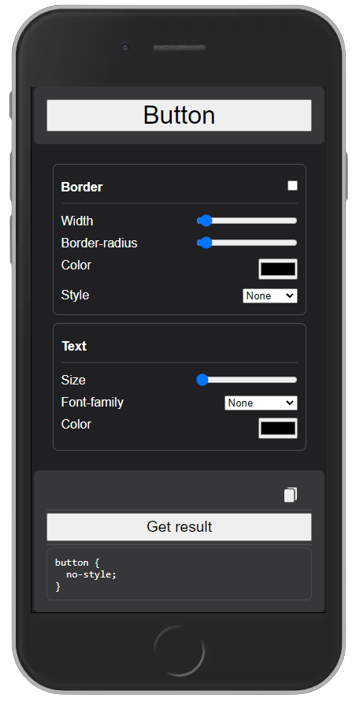 Button
Border
Width
Border-radius
Color
Style None
Text
Size
Font-family None
Color
Get result
button {
  no-style;
}